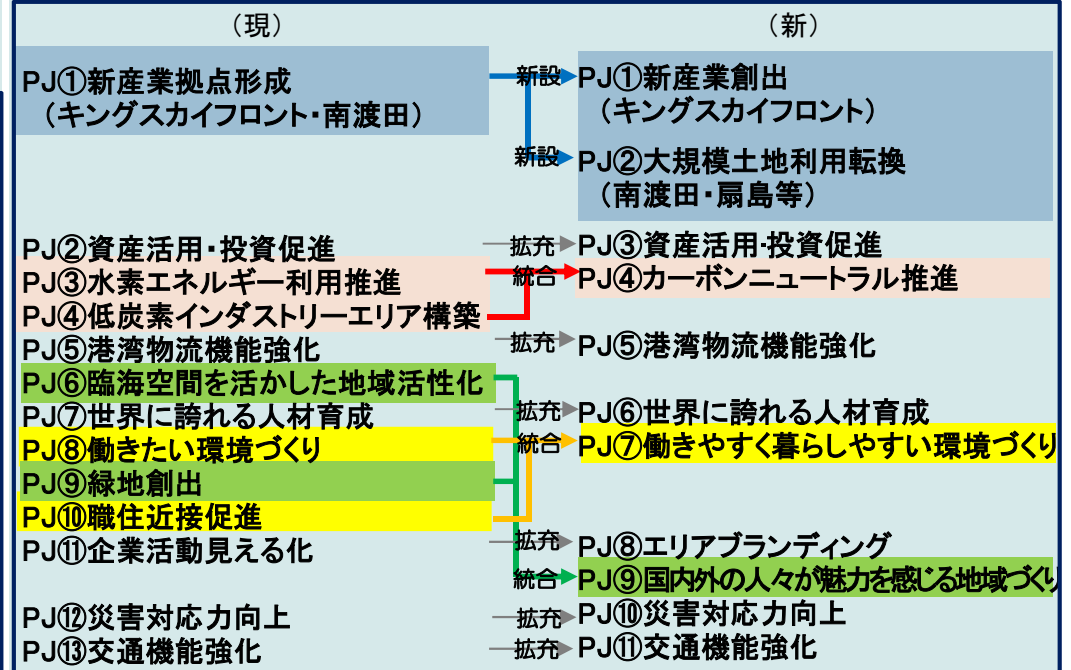 （現）
（新）
PJ①新産業拠点形成
（キングスカイフロント・南渡田）
新設
PJ①新産業創出
（キングスカイフロント）
新設
PJ②大規模土地利用転換
（南渡田・扇島等）
PJ②資産活用・投資促進
拡充
PJ③資産活用・投資促進
PJ③水素エネルギー利用推進
統合
PJ④カーボンニュートラル推進
PJ④低炭素インダストリーエリア構築
PJ⑤港湾物流機能強化
拡充
PJ⑤港湾物流機能強化
PJ⑥臨海空間を活かした地域活性化
PJ⑦世界に誇れる人材育成
拡充
PJ⑥世界に誇れる人材育成
PJ⑧働きたい環境づくり
統合
PJ⑦働きやすく暮らしやすい環境づくり
PJ⑨緑地創出
PJ⑩職住近接促進
PJ⑪企業活動見える化
拡充
PJ⑧エリアブランディング
統合
PJ⑨国内外の人々が魅力を感じる地域づくり
PJ⑫災害対応力向上
拡充
PJ⑩災害対応力向上
PJ⑬交通機能強化
拡充
PJ⑪交通機能強化